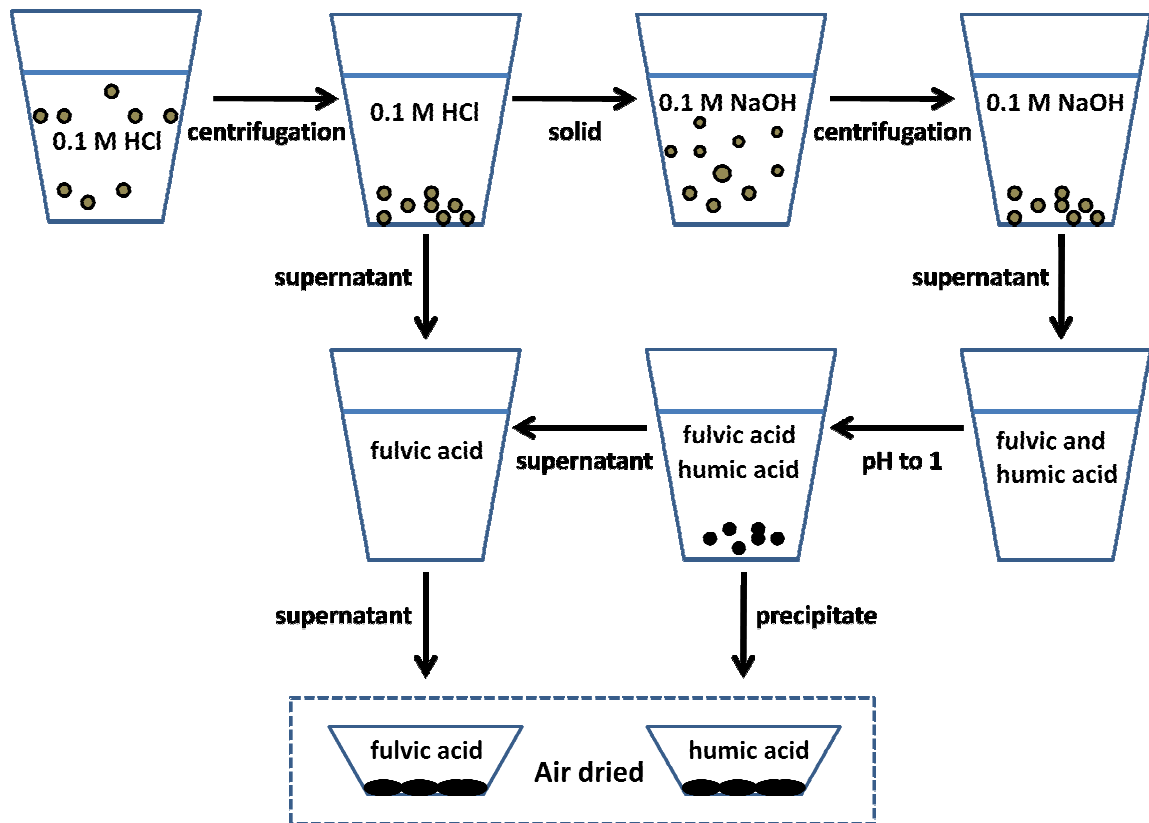 0.1 M HCl
centrifugation
0.1 M HCl
solid
0.1 M NaOH
centrifugation
0.1 M NaOH
supernatant
supernatant
fulvic acid
supernatant
fulvic acid
humic acid
pH to 1
fulvic and
humic acid
supernatant
precipitate
fulvic acid
Air dried
humic acid